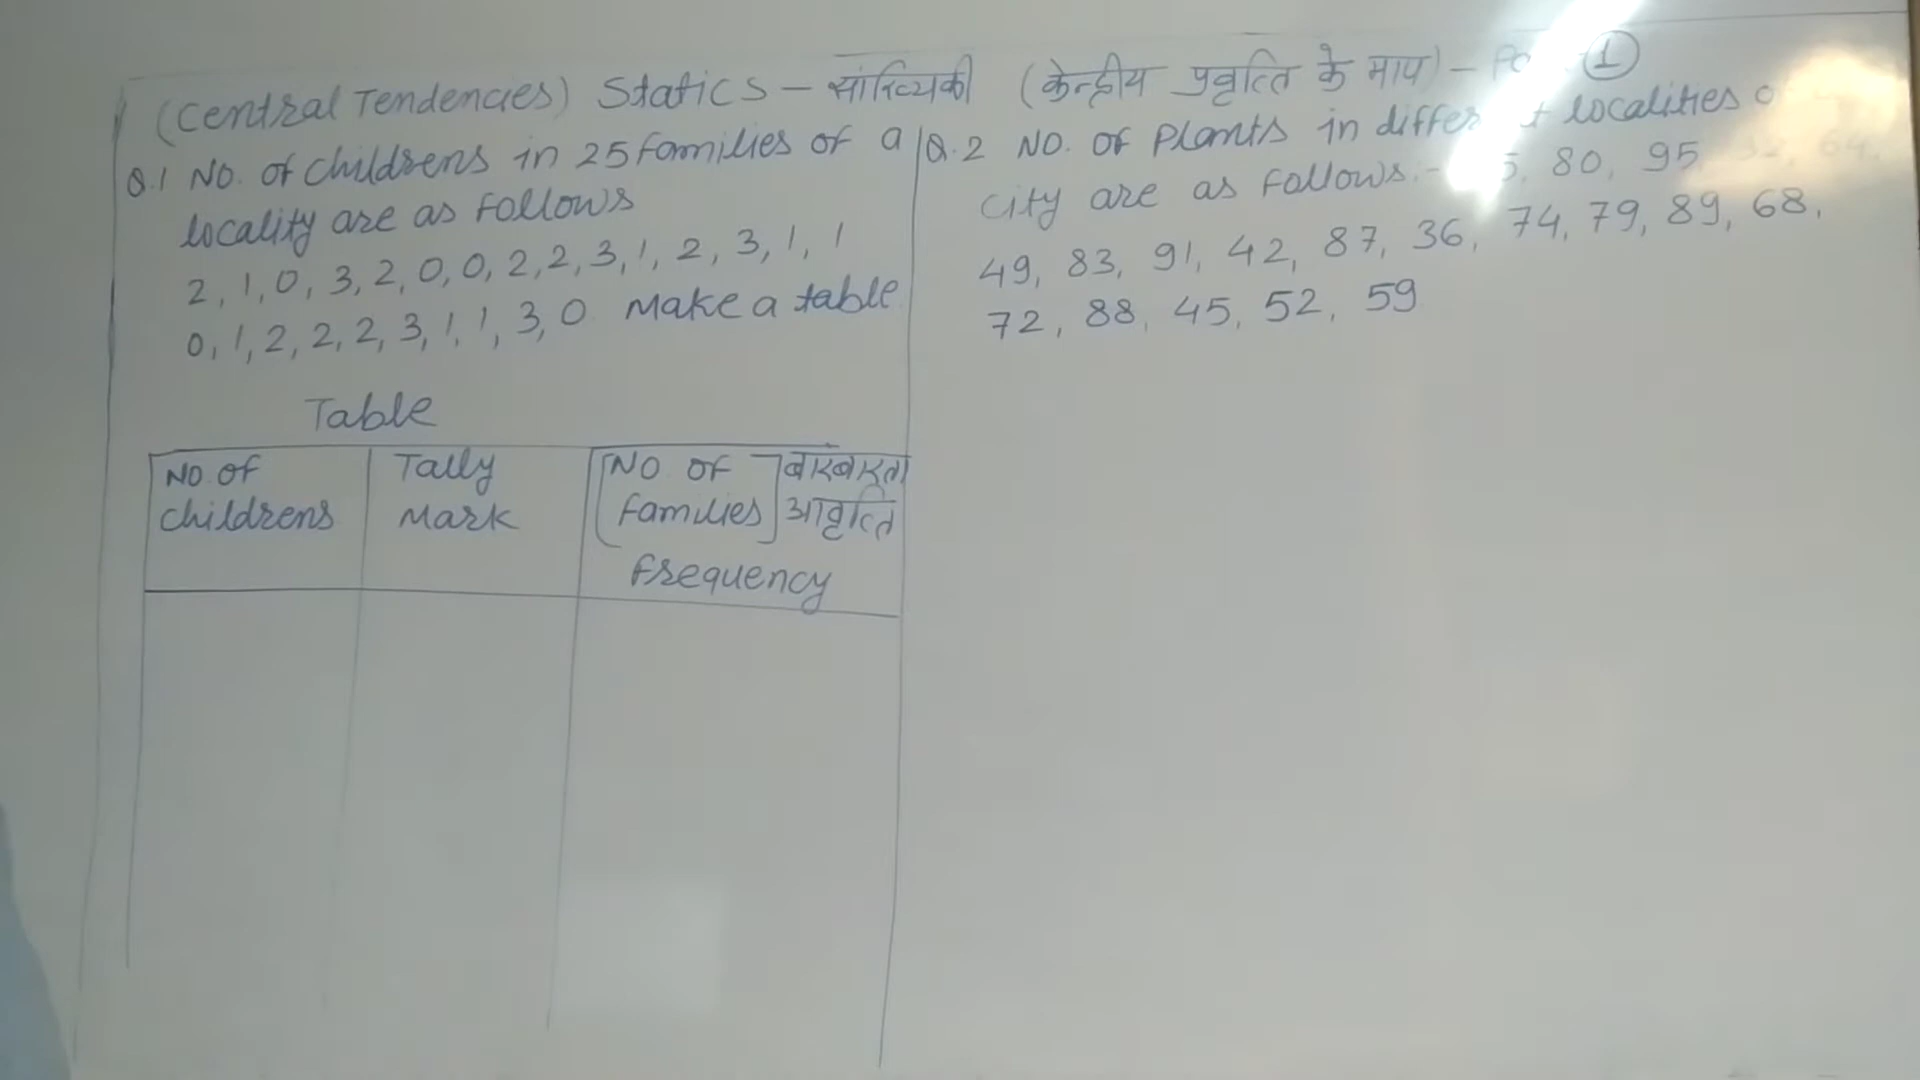 (Central Tendencies) Statics – सांख्यिकी (केन्द्रीय प्रवृत्ति के माप) – 1
Q.1 NO. of childrens in 25 families of a
locality are as follows
2, 1, 0, 3, 2, 0, 0, 2, 2, 3, 1, 2, 3, 1, 1
0, 1, 2, 2, 2, 3, 1, 1, 3, 0 Make a table
Table
NO. of childrens
Tally Mark
[NO. of families] बारंबारता आवृत्ति
frequency
Q.2 NO. of Plants in localities
city are as follows:- 80, 95
49, 83, 91, 42, 87, 36, 74, 79, 89, 68,
72, 88, 45, 52, 59